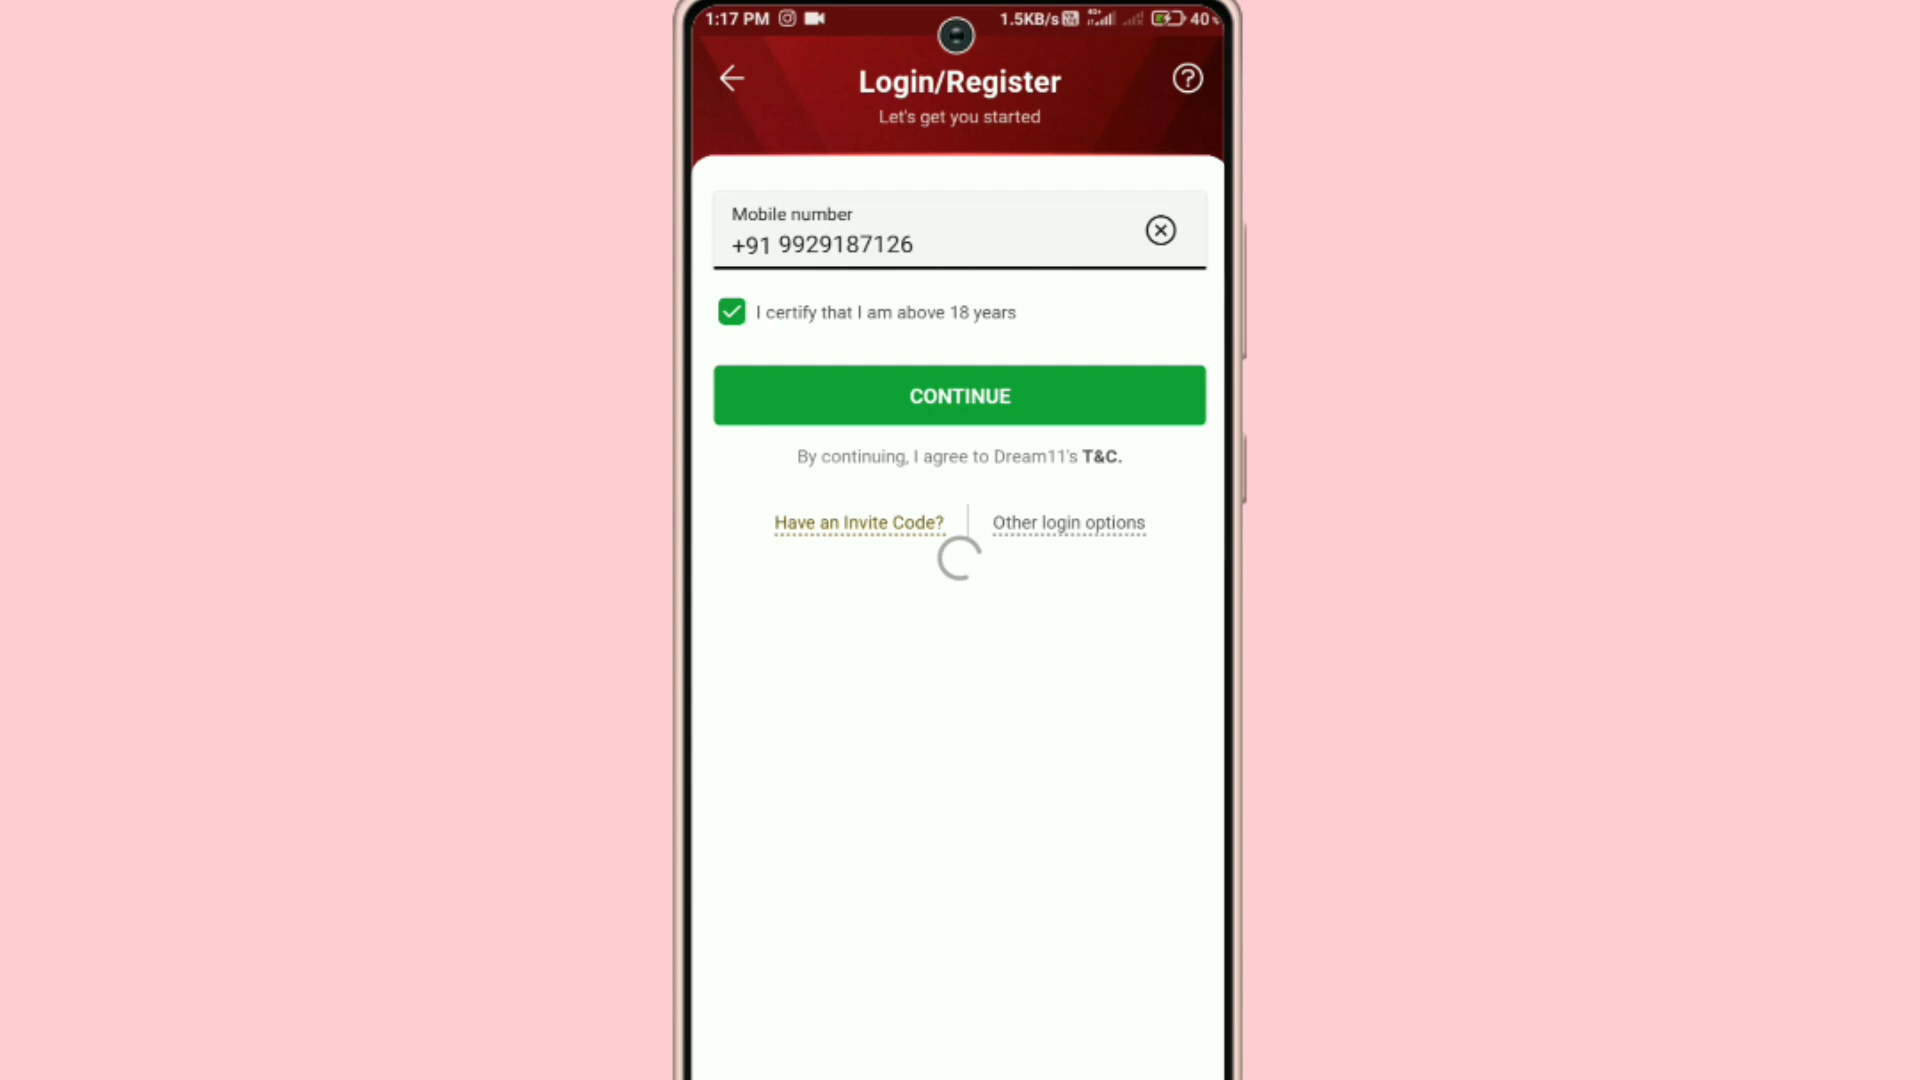 1:17 PM 1.5KB/s 40%
Login/Register
Let's get you started
Mobile number
+91 9929187126
I certify that I am above 18 years
CONTINUE
By continuing, I agree to Dream11's T&C.
Have an Invite Code? Other login options